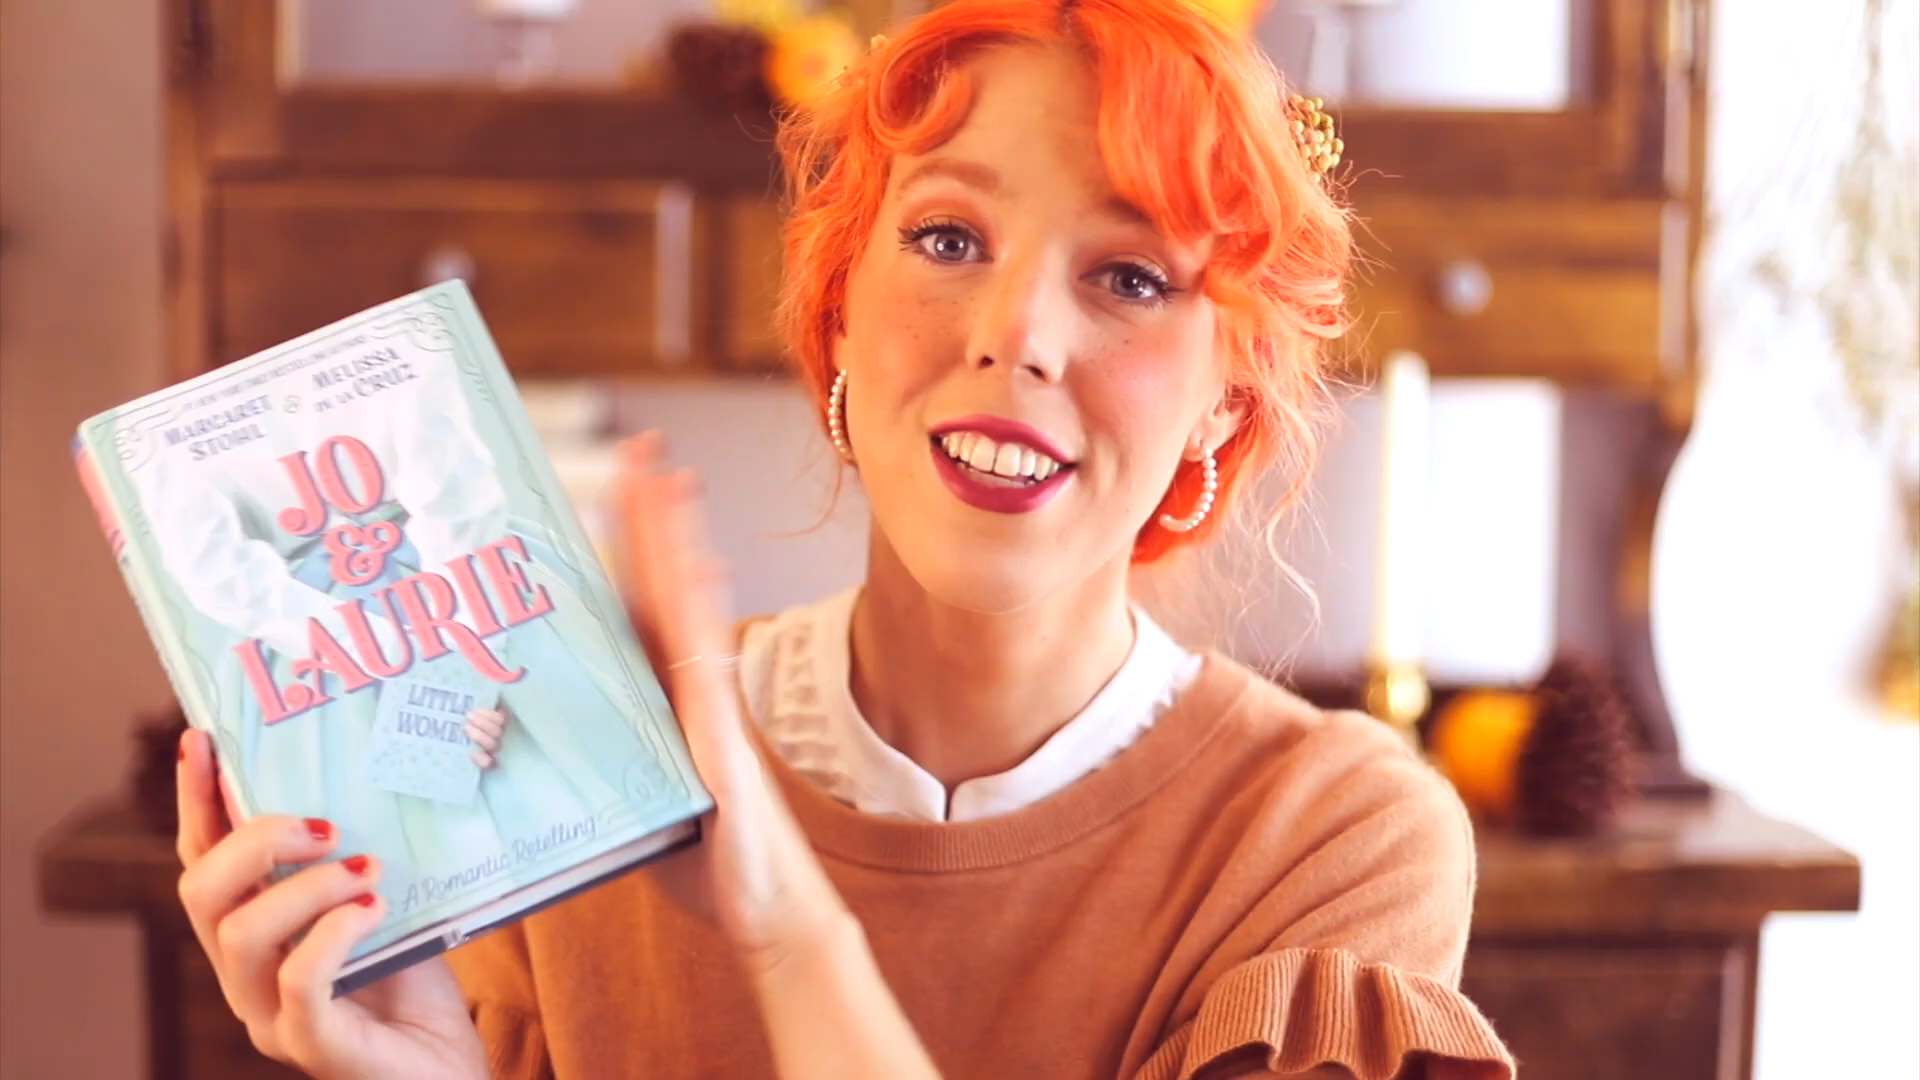 MARGARET & MELISSA
STOHL DE LA CRUZ
JO
&
LAURIE
LITTLE
WOMEN
A Romantic Retelling